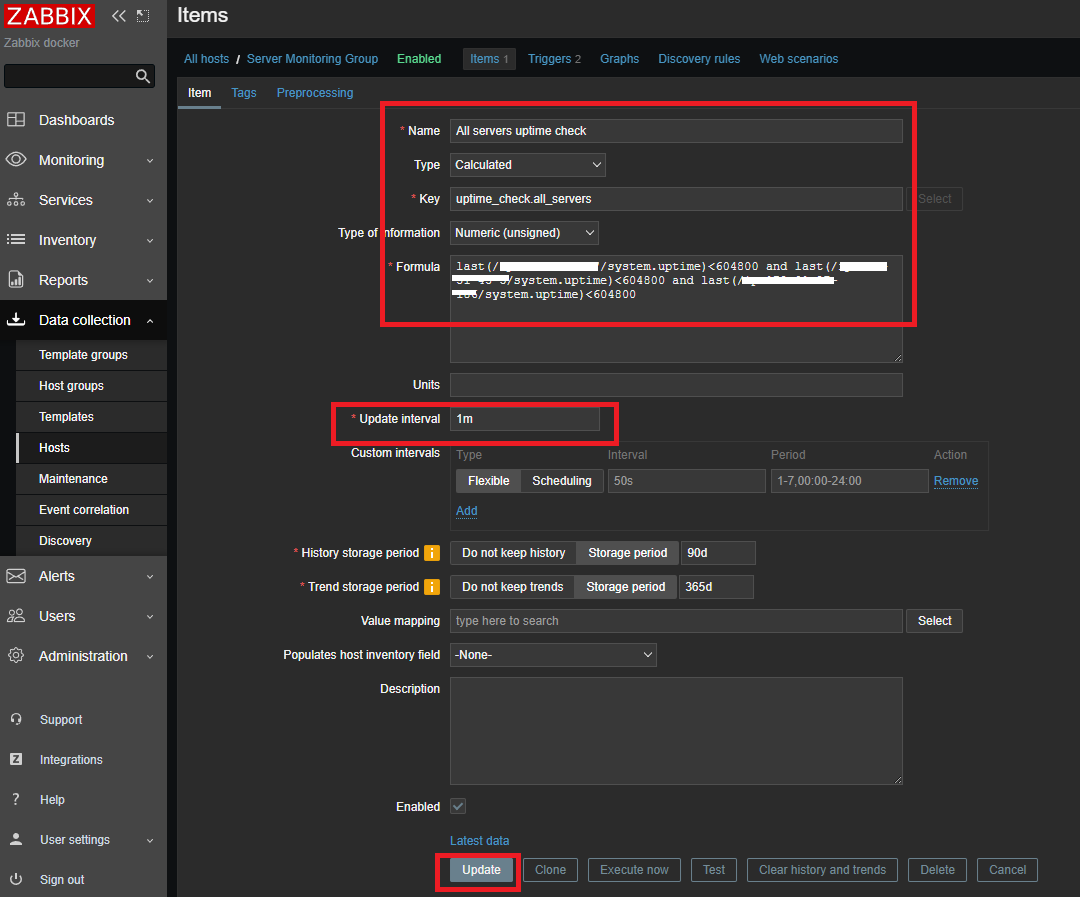 ZABBIX
Zabbix docker
Dashboards
Monitoring
Services
Inventory
Reports
Data collection
Template groups
Host groups
Templates
Hosts
Maintenance
Event correlation
Discovery
Alerts
Users
Administration
Support
Integrations
Help
User settings
Sign out
Items
All hosts / Server Monitoring Group Enabled Items 1 Triggers 2 Graphs Discovery rules Web scenarios
Item Tags Preprocessing
* Name All servers uptime check
Type Calculated
* Key uptime_check.all_servers Select
Type of information Numeric (unsigned)
* Formula last(/ /system.uptime)<604800 and last(/
/system.uptime)<604800 and last(/
/system.uptime)<604800
Units
* Update interval 1m
Custom intervals Type Interval Period Action
Flexible Scheduling 50s 1-7,00:00-24:00 Remove
Add
* History storage period i Do not keep history Storage period 90d
* Trend storage period i Do not keep trends Storage period 365d
Value mapping type here to search Select
Populates host inventory field -None-
Description
Enabled
Latest data
Update Clone Execute now Test Clear history and trends Delete Cancel